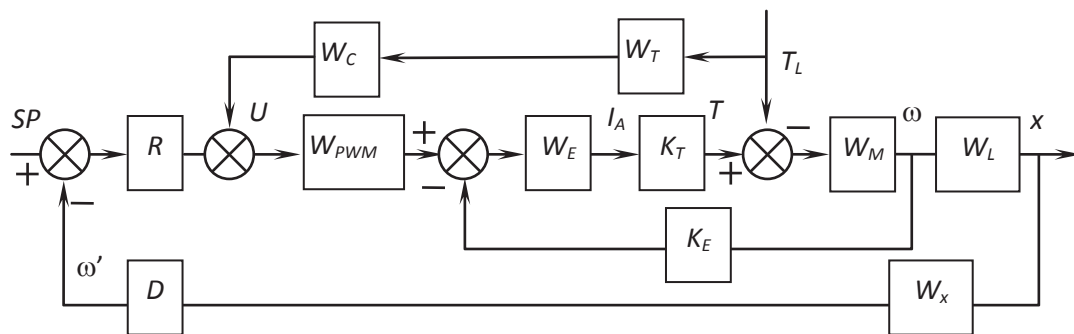 W_C
W_T
T_L
SP
+
−
R
U
W_PWM
+
−
W_E
I_A
K_T
T
+
−
W_M
ω
W_L
x
K_E
ω'
D
W_x